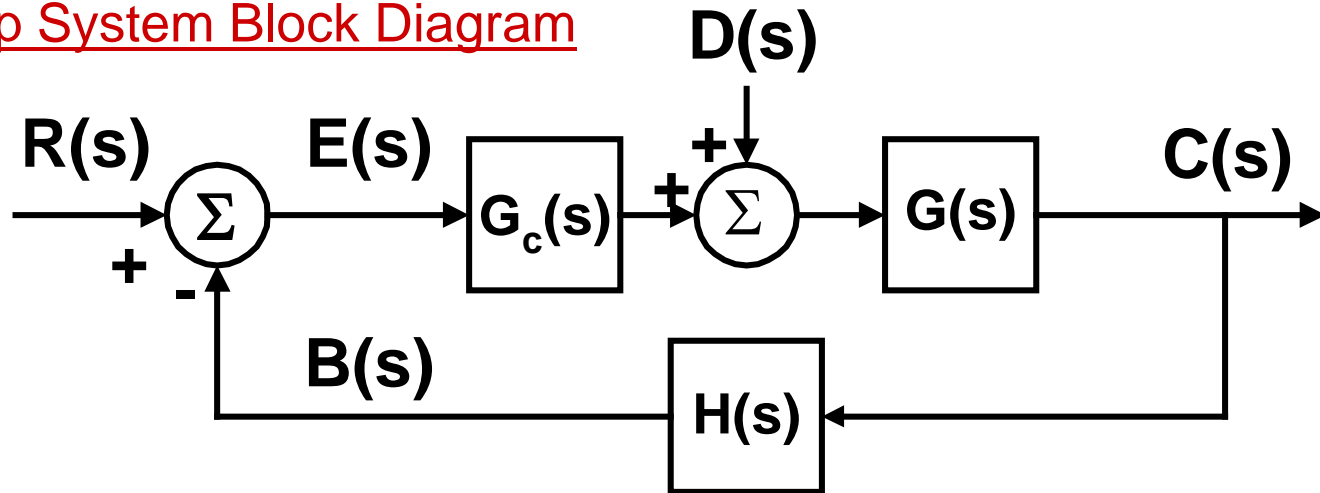 p System Block Diagram
D(s)
R(s) E(s) C(s)
+
+
Σ Gc(s) Σ G(s)
+
-
B(s)
H(s)